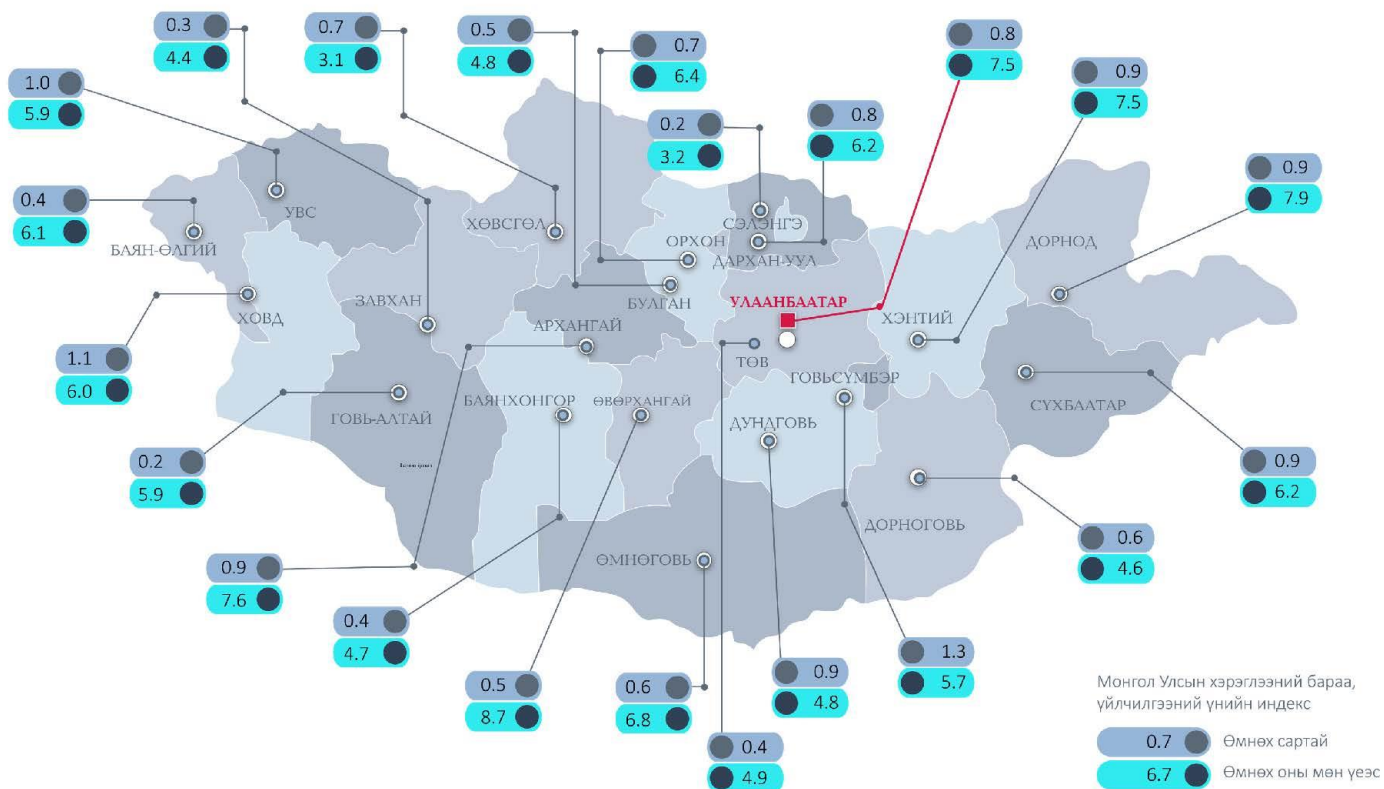 0.3
4.4
0.7
3.1
0.5
4.8
0.7
6.4
0.8
7.5
0.9
7.5
1.0
5.9
0.2
3.2
0.8
6.2
0.9
7.9
0.4
6.1
УВС
БАЯН-ӨЛГИЙ
ХӨВСГӨЛ
ОРХОН
СЭЛЭНГЭ
ДАРХАН-УУЛ
ДОРНОД
ХОВД
ЗАВХАН
БУЛГАН
АРХАНГАЙ
УЛААНБААТАР
ХЭНТИЙ
1.1
6.0
ТӨВ
ГОВЬСҮМБЭР
ГОВЬ-АЛТАЙ
БАЯНХОНГОР
ӨВӨРХАНГАЙ
ДУНДГОВЬ
СҮХБААТАР
0.2
5.9
0.9
6.2
ДОРНОГОВЬ
ӨМНӨГОВЬ
0.6
4.6
0.9
7.6
0.4
4.7
0.5
8.7
0.6
6.8
0.4
4.9
0.9
4.8
1.3
5.7
Монгол Улсын хэрэглээний бараа,
үйлчилгээний үнийн индекс
0.7 Өмнөх сартай
6.7 Өмнөх оны мөн үеэс